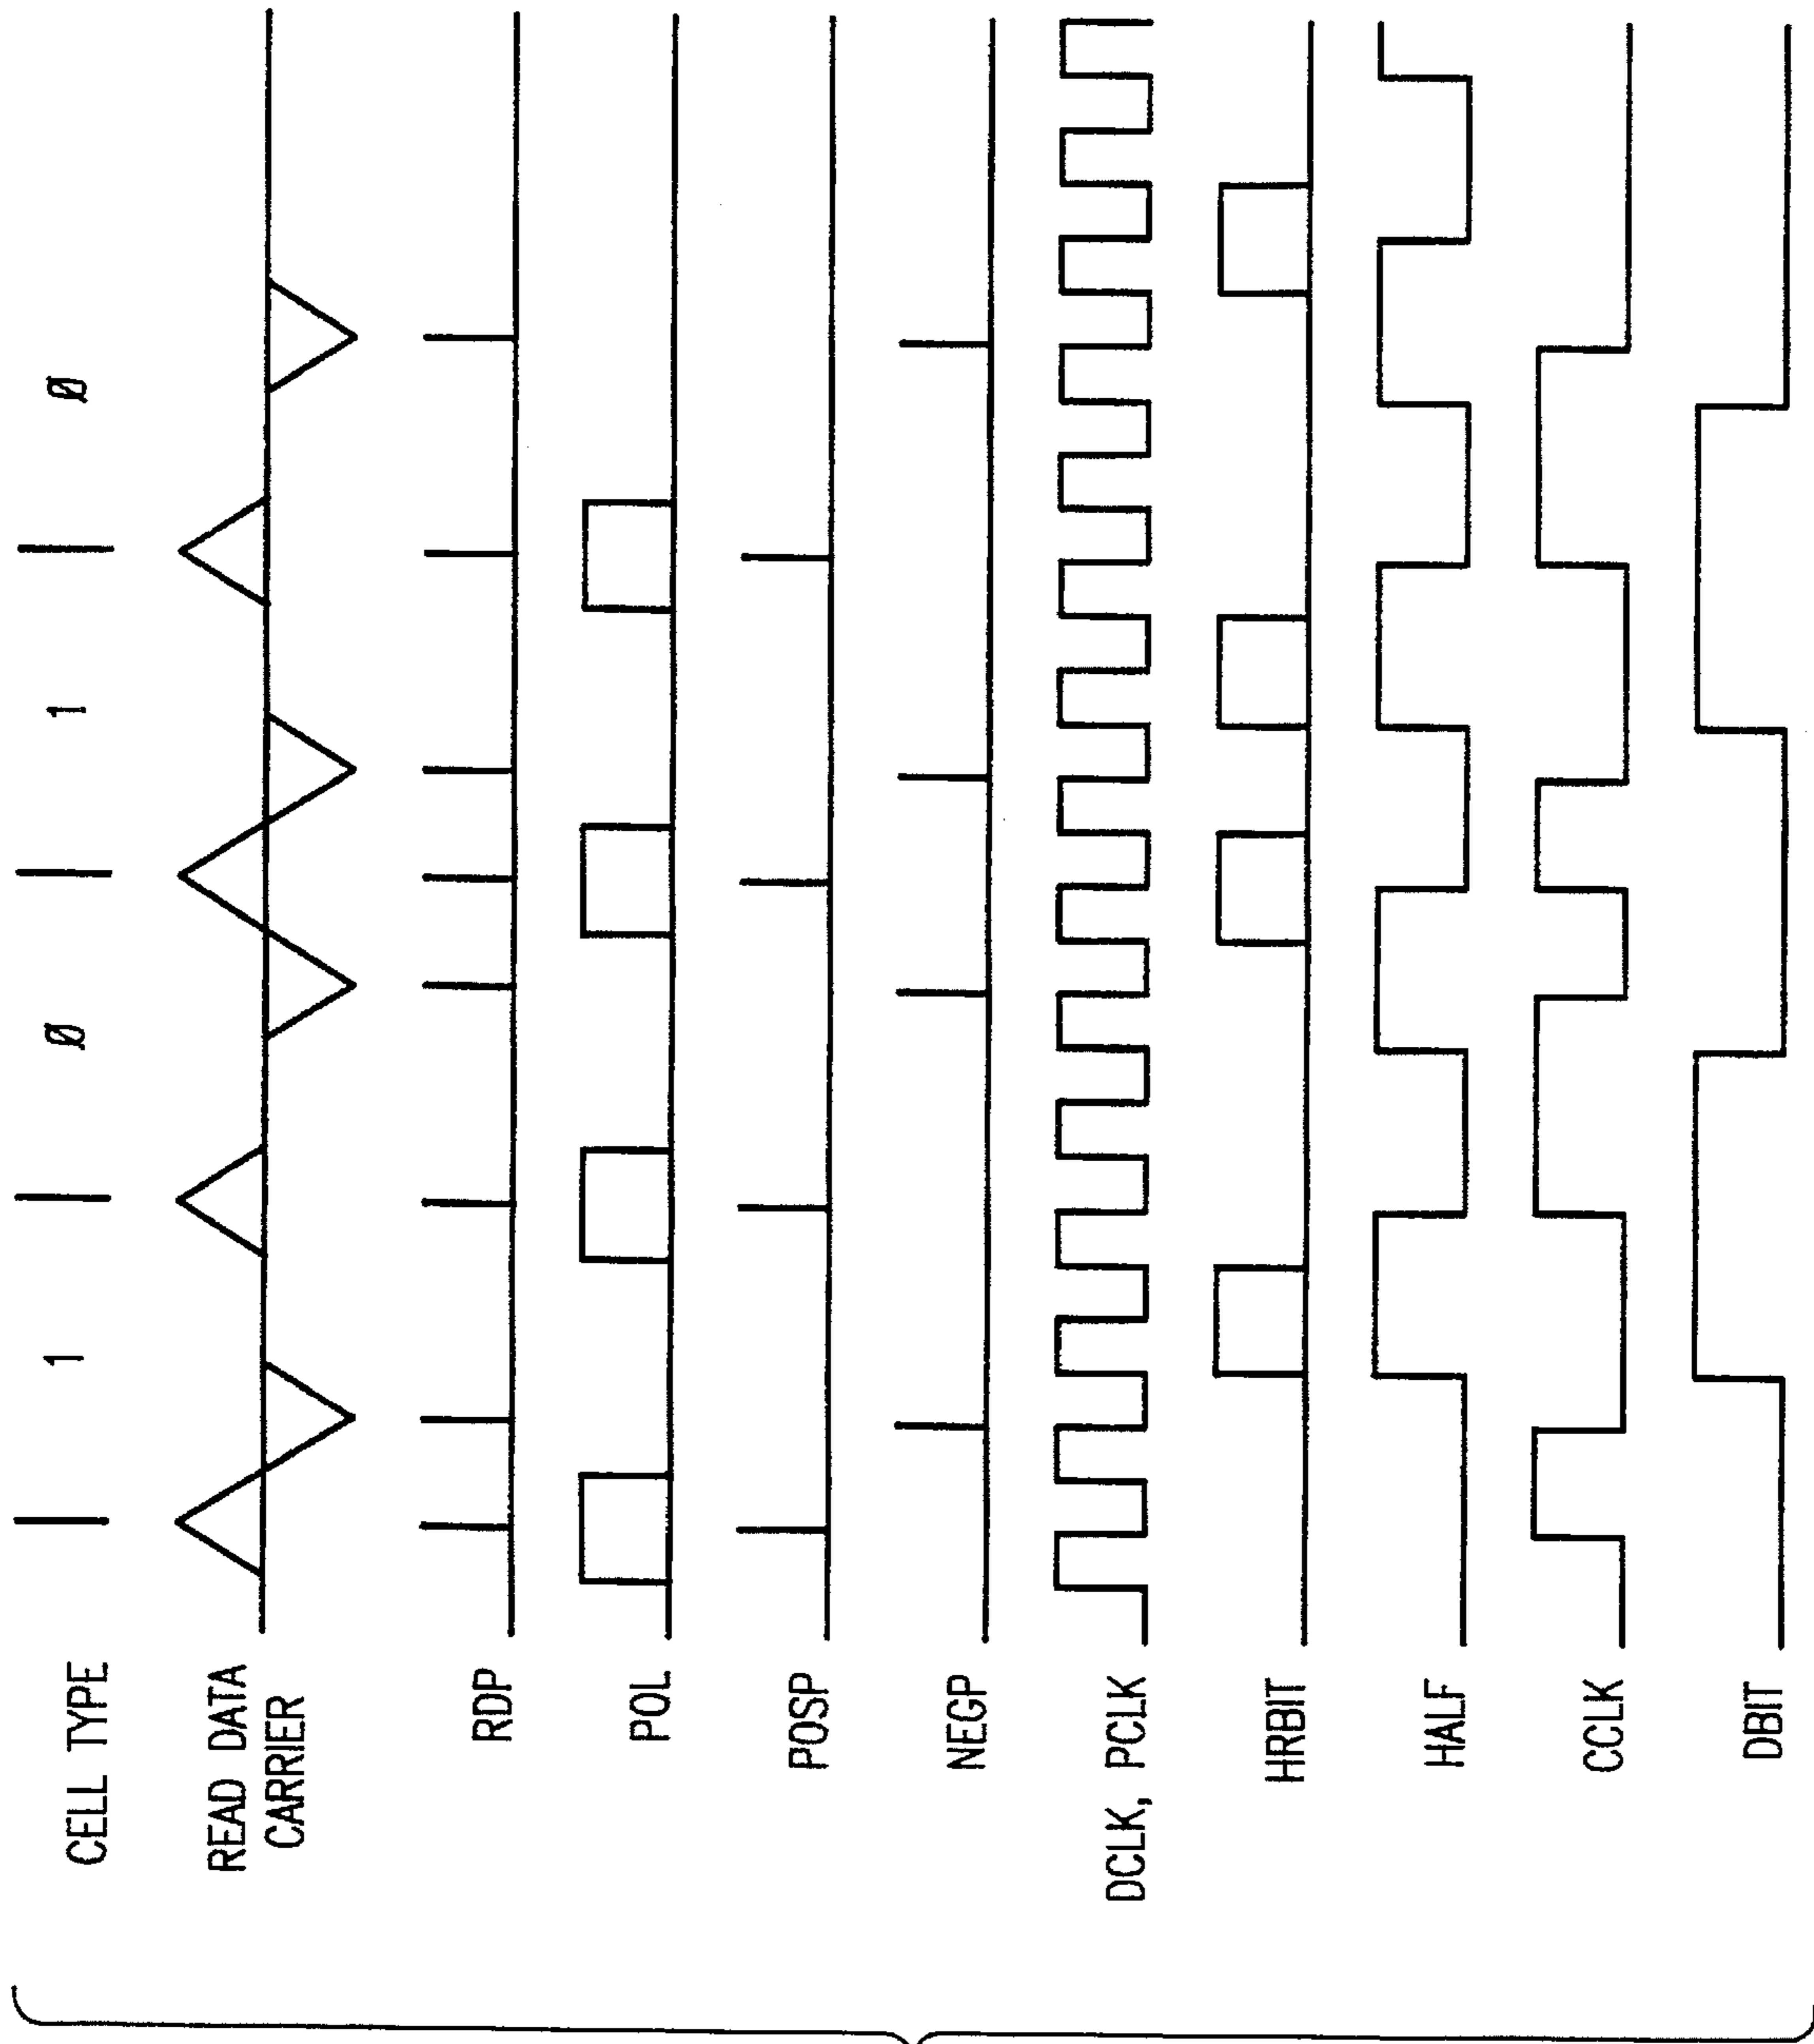 CELL TYPE 1 Ø 1 Ø
READ DATA
CARRIER
RDP
POL
POSP
NEGP
DCLK, PCLK
HRBIT
HALF
CCLK
DBIT